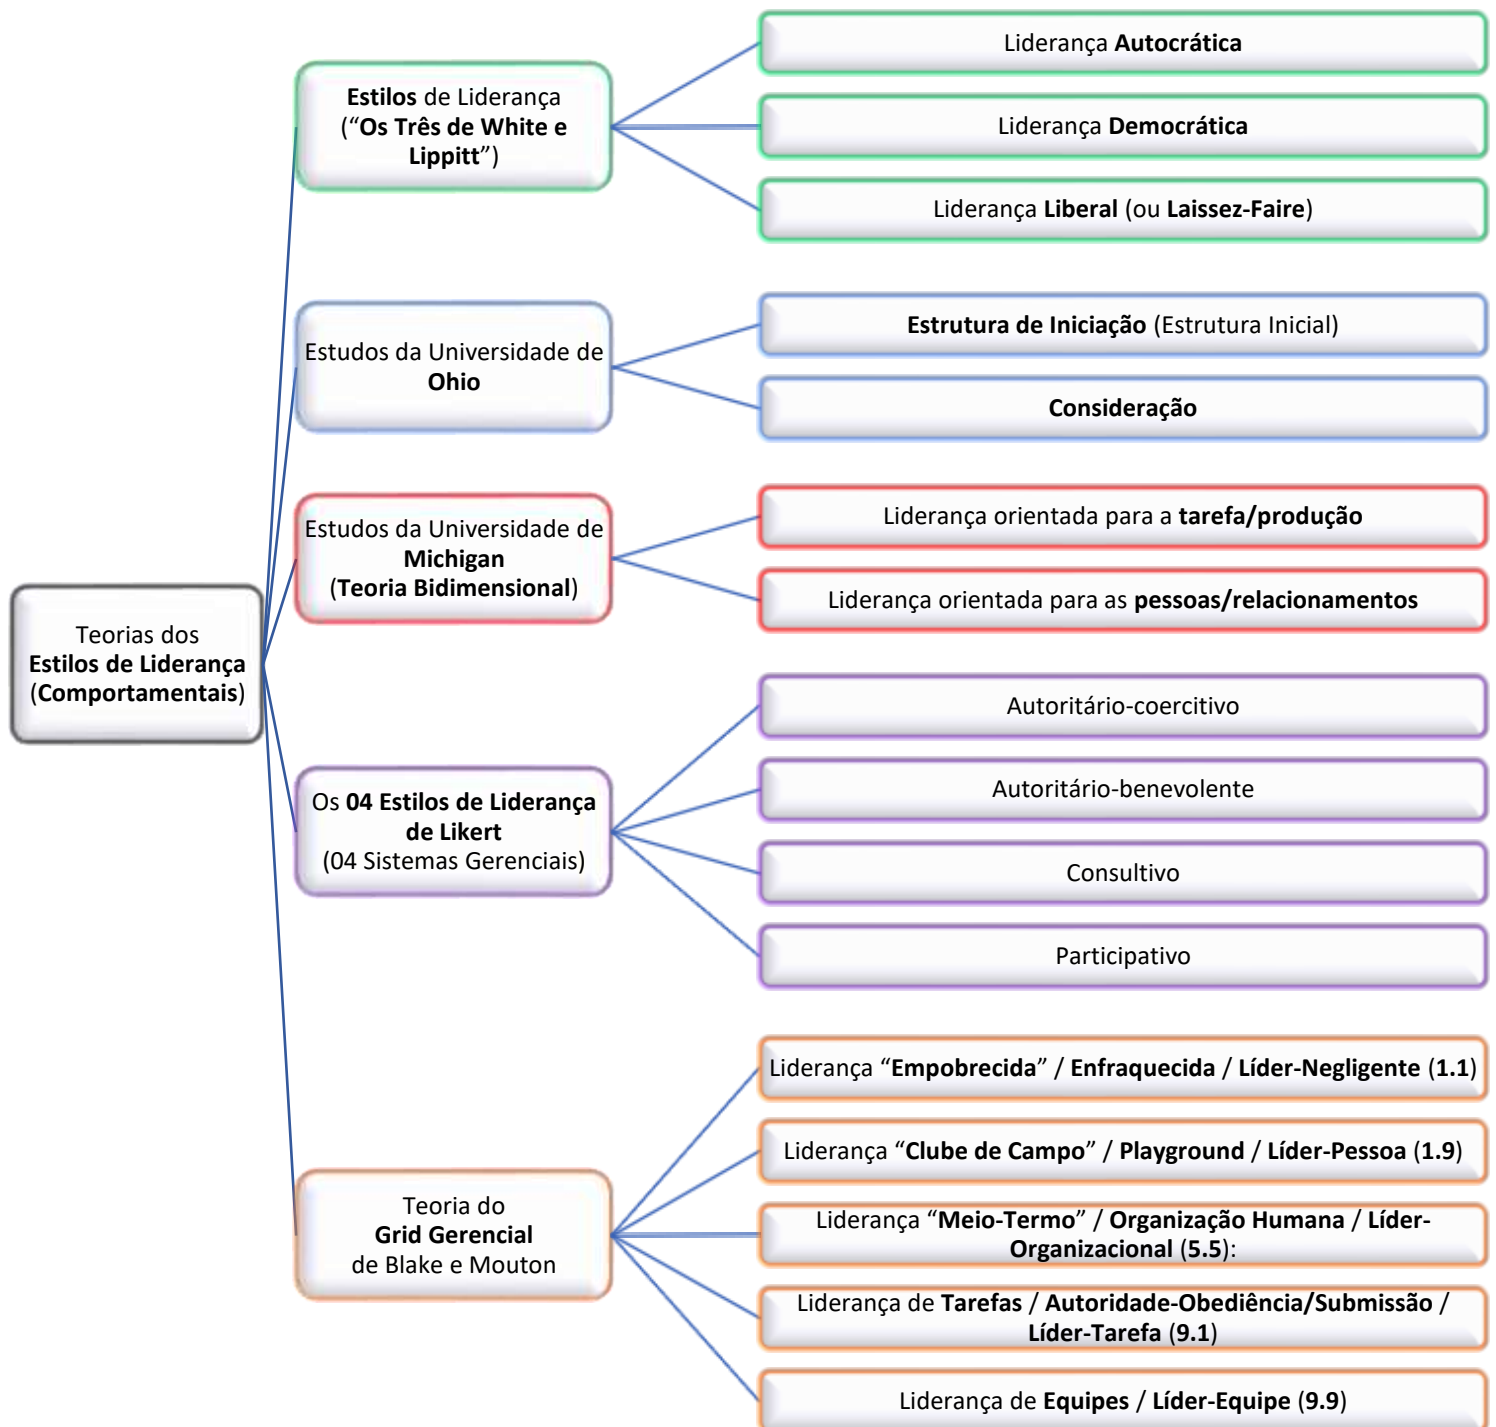 Teorias dos
Estilos de Liderança
(Comportamentais)
Estilos de Liderança
(“Os Três de White e
Lippitt”)
Liderança Autocrática
Liderança Democrática
Liderança Liberal (ou Laissez-Faire)
Estudos da Universidade de
Ohio
Estrutura de Iniciação (Estrutura Inicial)
Consideração
Estudos da Universidade de
Michigan
(Teoria Bidimensional)
Liderança orientada para a tarefa/produção
Liderança orientada para as pessoas/relacionamentos
Os 04 Estilos de Liderança
de Likert
(04 Sistemas Gerenciais)
Autoritário-coercitivo
Autoritário-benevolente
Consultivo
Participativo
Teoria do
Grid Gerencial
de Blake e Mouton
Liderança “Empobrecida” / Enfraquecida / Líder-Negligente (1.1)
Liderança “Clube de Campo” / Playground / Líder-Pessoa (1.9)
Liderança “Meio-Termo” / Organização Humana / Líder-
Organizacional (5.5):
Liderança de Tarefas / Autoridade-Obediência/Submissão /
Líder-Tarefa (9.1)
Liderança de Equipes / Líder-Equipe (9.9)